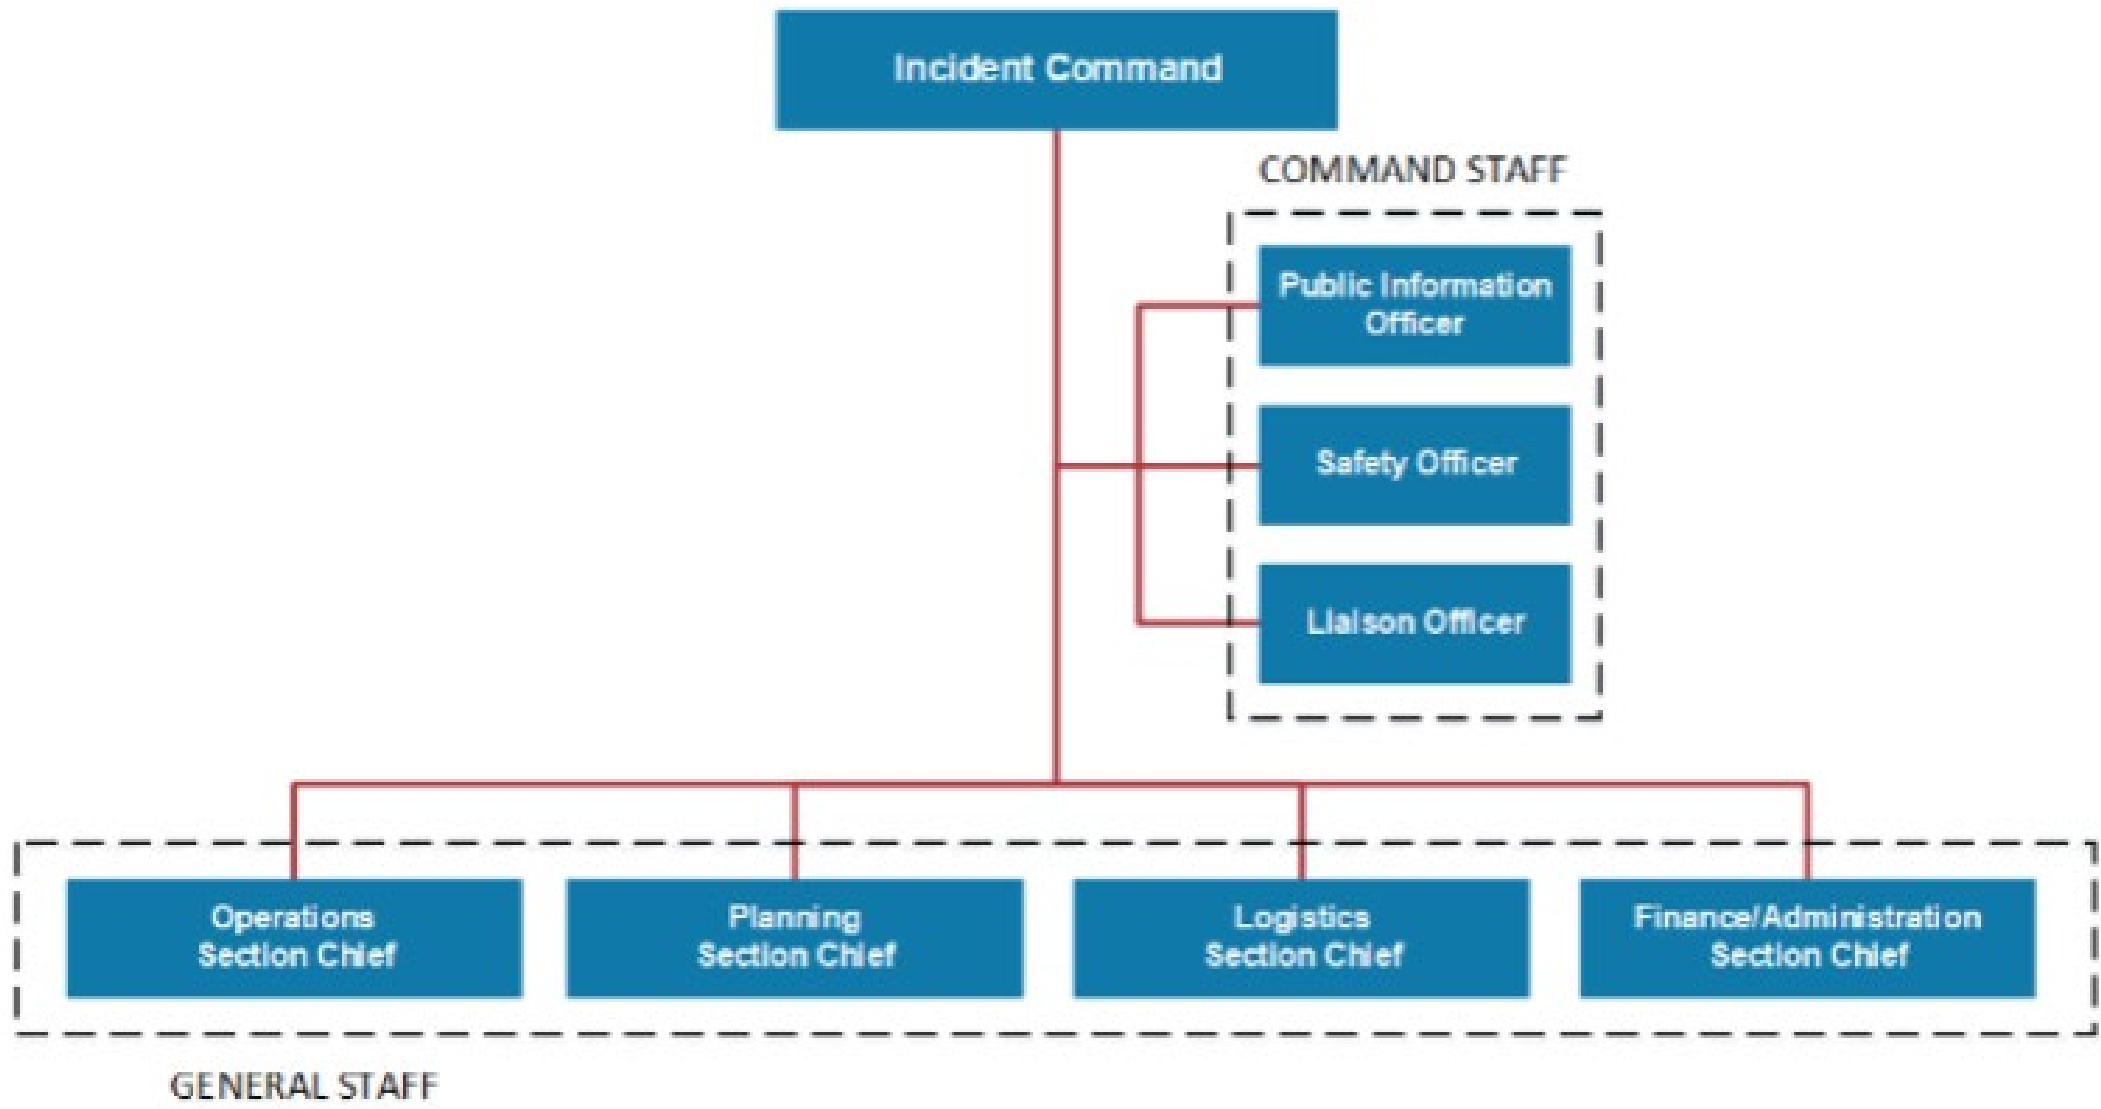 Incident Command
COMMAND STAFF
Public Information
Officer
Safety Officer
Liaison Officer
Operations
Section Chief
Planning
Section Chief
Logistics
Section Chief
Finance/Administration
Section Chief
GENERAL STAFF